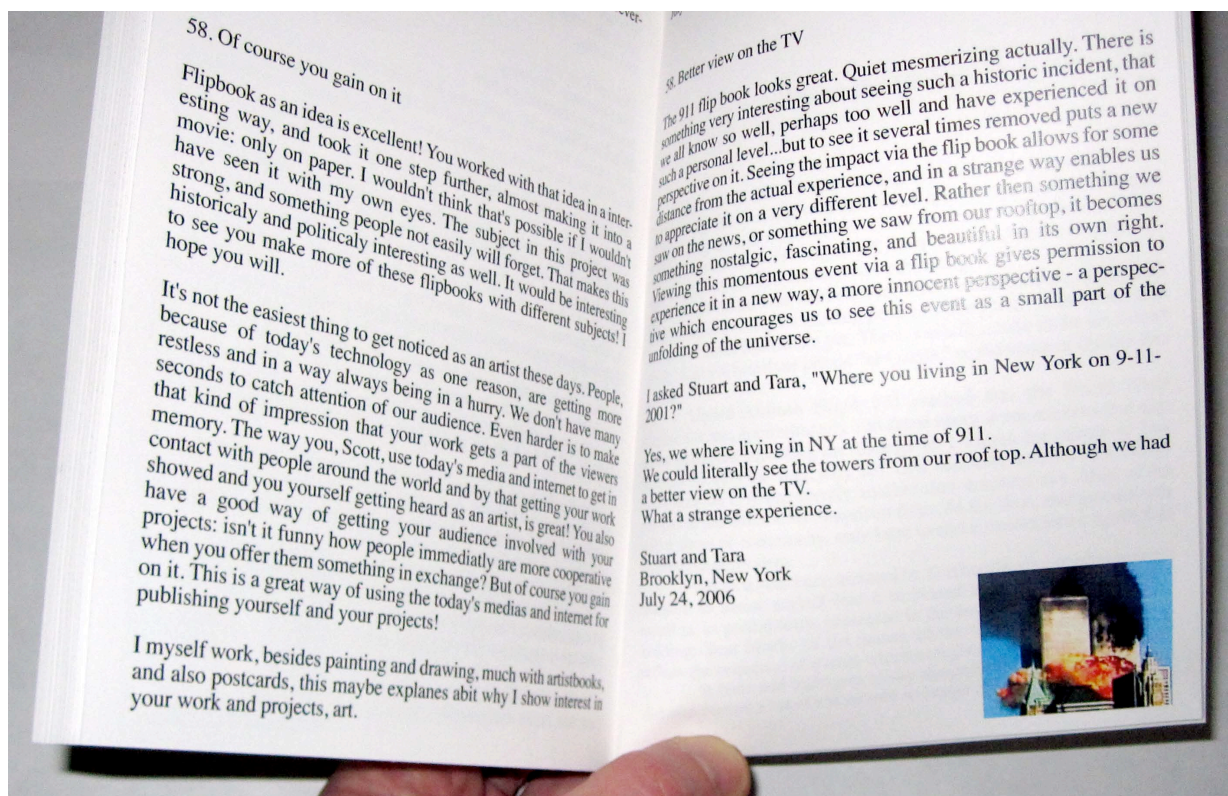 58. Of course you gain on it
Flipbook as an idea is excellent! You worked with that idea in a inter-
esting way, and took it one step further, almost making it into a
movie: only on paper. I wouldn't think that's possible if I wouldn't
have seen it with my own eyes. The subject in this project was
strong, and something people not easily will forget. That makes this
historicaly and politicaly interesting as well. It would be interesting
to see you make more of these flipbooks with different subjects! I
hope you will.
It's not the easiest thing to get noticed as an artist these days. People,
because of today's technology as one reason, are getting more
restless and in a way always being in a hurry. We don't have many
seconds to catch attention of our audience. Even harder is to make
that kind of impression that your work gets a part of the viewers
memory. The way you, Scott, use today's media and internet to get in
contact with people around the world and by that getting your work
showed and you yourself getting heard as an artist, is great! You also
have a good way of getting your audience involved with your
projects: isn't it funny how people immediatly are more cooperative
when you offer them something in exchange? But of course you gain
on it. This is a great way of using the today's medias and internet for
publishing yourself and your projects!
I myself work, besides painting and drawing, much with artistbooks,
and also postcards, this maybe explanes abit why I show interest in
your work and projects, art.
58. Better view on the TV
The 911 flip book looks great. Quiet mesmerizing actually. There is
something very interesting about seeing such a historic incident, that
we all know so well, perhaps too well and have experienced it on
such a personal level...but to see it several times removed puts a new
perspective on it. Seeing the impact via the flip book allows for some
distance from the actual experience, and in a strange way enables us
to appreciate it on a very different level. Rather then something we
saw on the news, or something we saw from our rooftop, it becomes
something nostalgic, fascinating, and beautiful in its own right.
Viewing this momentous event via a flip book gives permission to
experience it in a new way, a more innocent perspective - a perspec-
tive which encourages us to see this event as a small part of the
unfolding of the universe.
I asked Stuart and Tara, "Where you living in New York on 9-11-
2001?"
Yes, we where living in NY at the time of 911.
We could literally see the towers from our roof top. Although we had
a better view on the TV.
What a strange experience.
Stuart and Tara
Brooklyn, New York
July 24, 2006